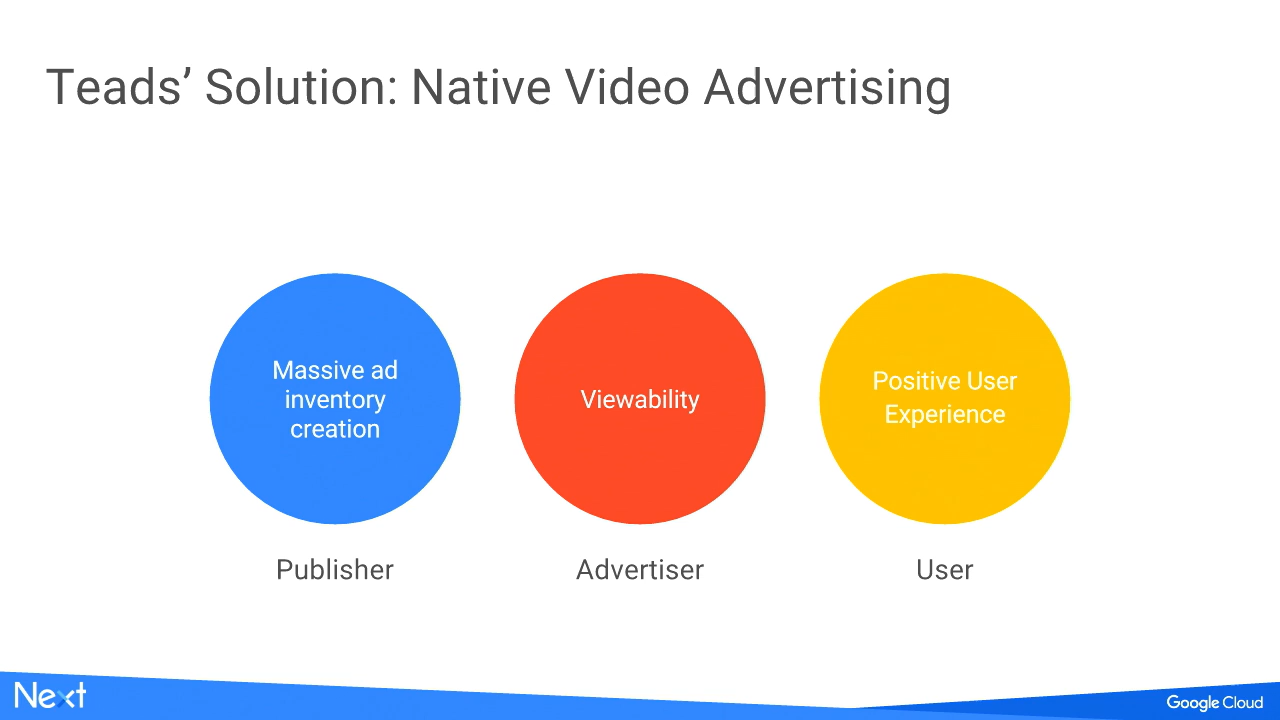 Teads’ Solution: Native Video Advertising
Massive ad
inventory
creation
Viewability
Positive User
Experience
Publisher
Advertiser
User
Next
Google Cloud